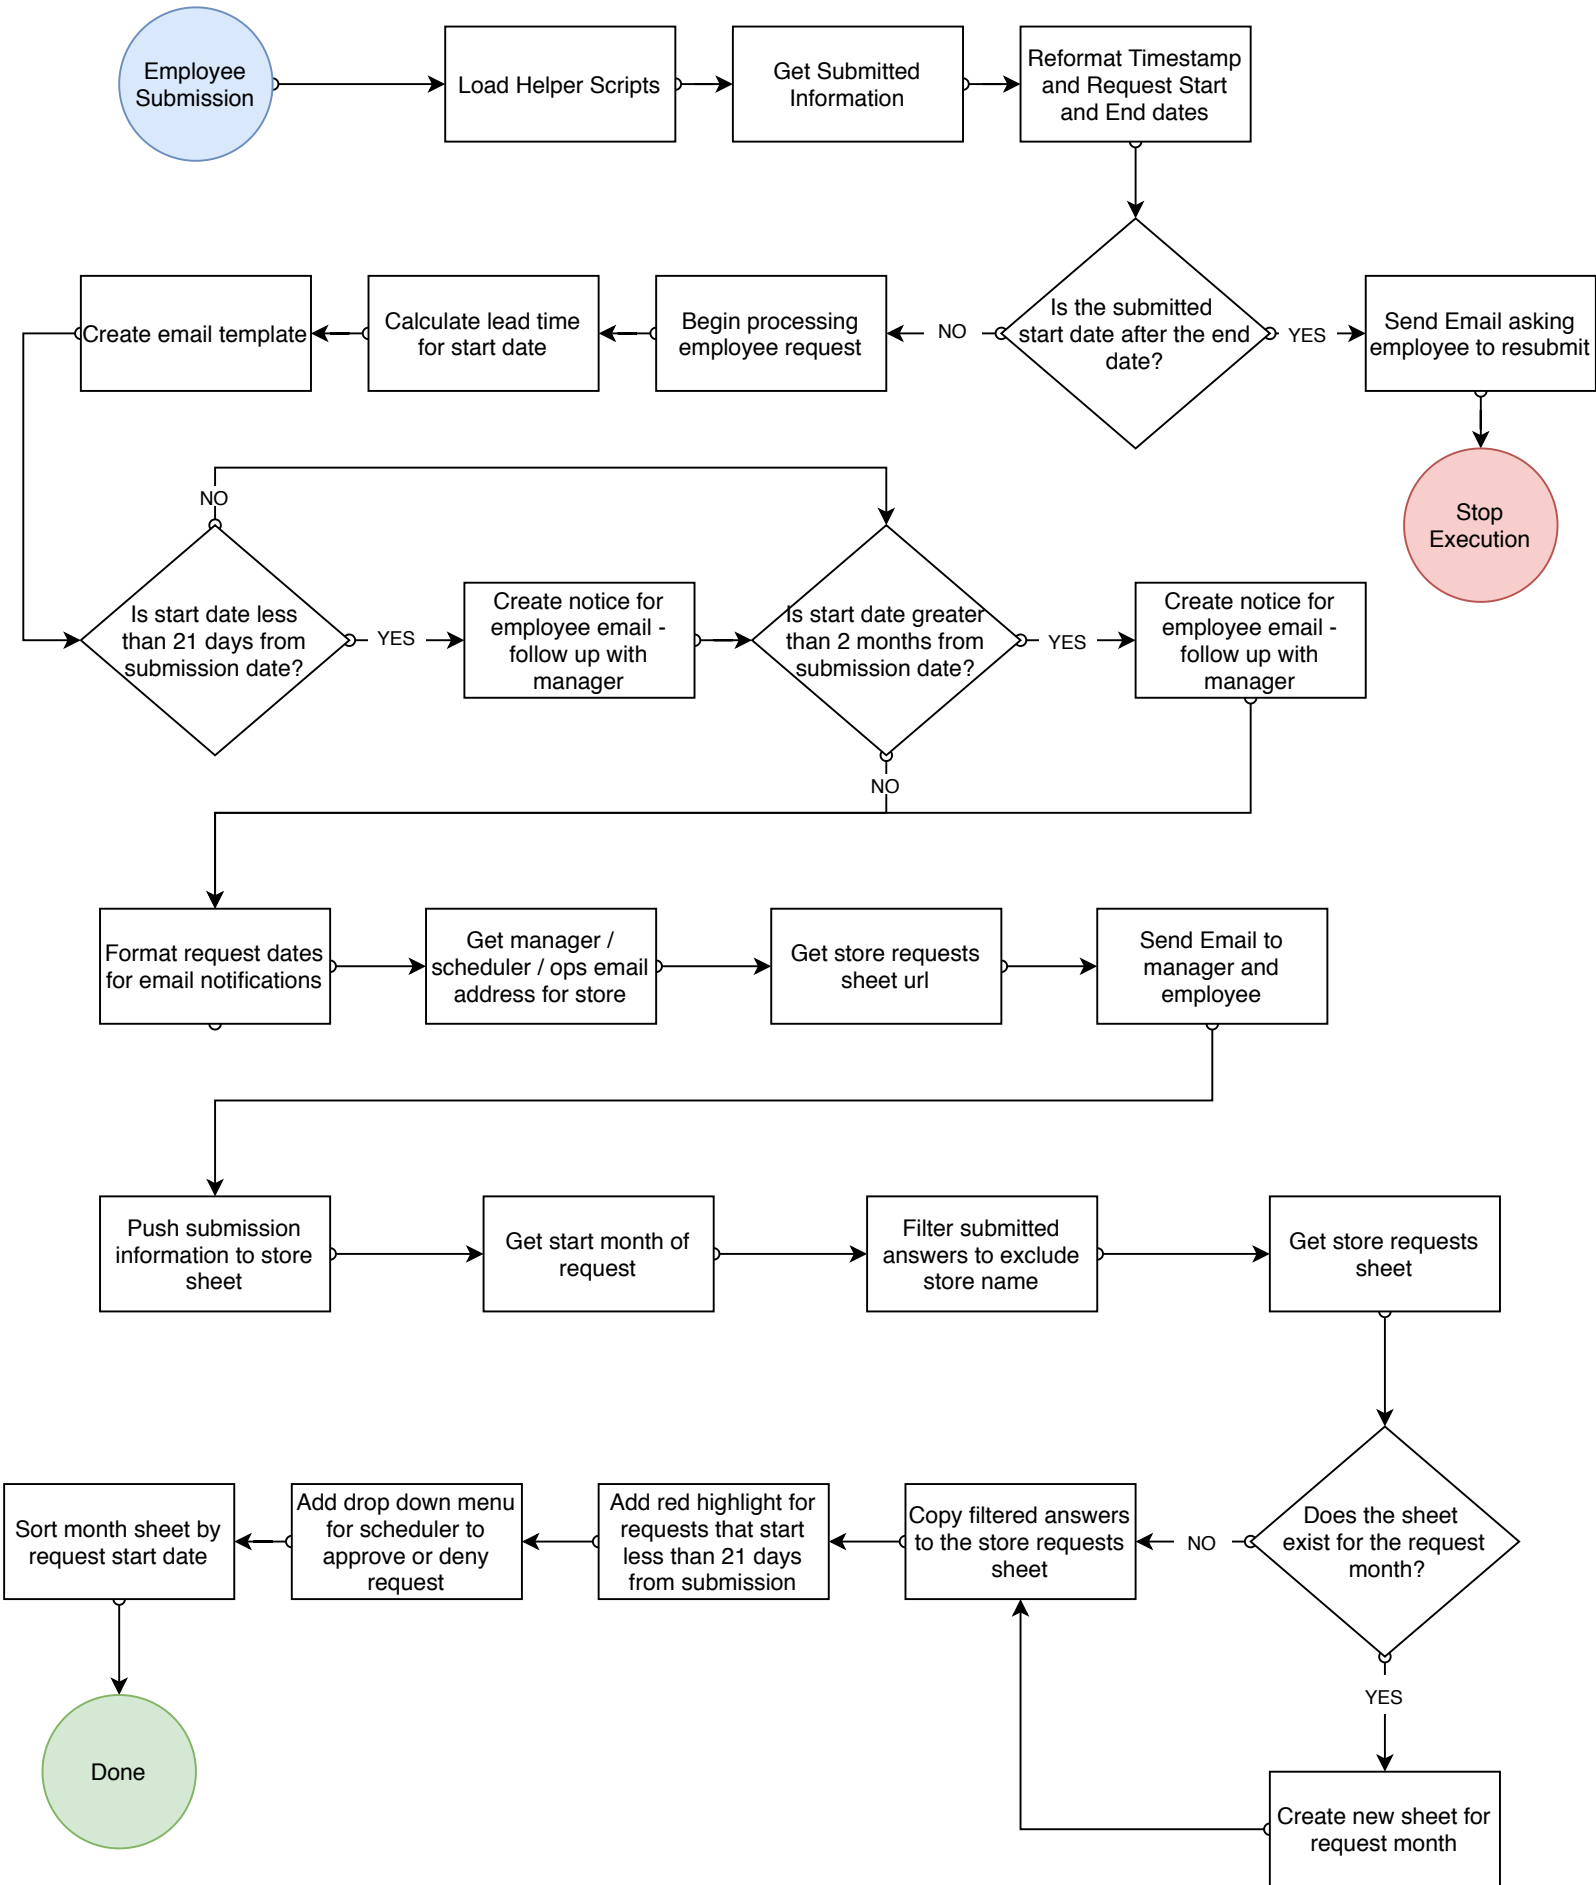 Employee
Submission
Load Helper Scripts
Get Submitted
Information
Reformat Timestamp
and Request Start
and End dates
Create email template
Calculate lead time
for start date
Begin processing
employee request
NO
Is the submitted
start date after the end
date?
YES
Send Email asking
employee to resubmit
Stop
Execution
NO
Is start date less
than 21 days from
submission date?
YES
Create notice for
employee email -
follow up with
manager
Is start date greater
than 2 months from
submission date?
YES
Create notice for
employee email -
follow up with
manager
NO
Format request dates
for email notifications
Get manager /
scheduler / ops email
address for store
Get store requests
sheet url
Send Email to
manager and
employee
Push submission
information to store
sheet
Get start month of
request
Filter submitted
answers to exclude
store name
Get store requests
sheet
Sort month sheet by
request start date
Add drop down menu
for scheduler to
approve or deny
request
Add red highlight for
requests that start
less than 21 days
from submission
Copy filtered answers
to the store requests
sheet
NO
Does the sheet
exist for the request
month?
YES
Create new sheet for
request month
Done